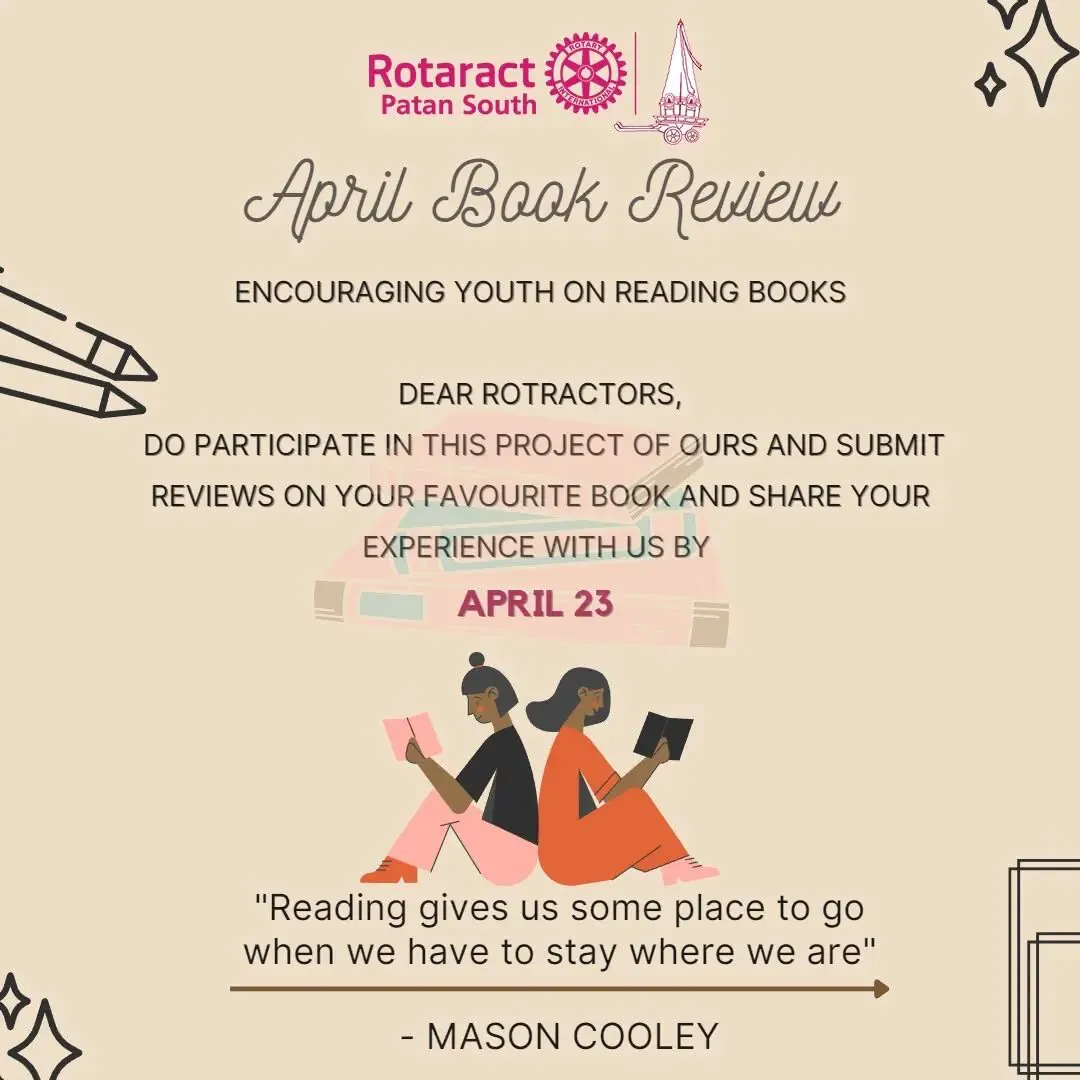 Rotaract
Patan South
ROTARY
INTERNATIONAL
April Book Review
ENCOURAGING YOUTH ON READING BOOKS
DEAR ROTRACTORS,
DO PARTICIPATE IN THIS PROJECT OF OURS AND SUBMIT
REVIEWS ON YOUR FAVOURITE BOOK AND SHARE YOUR
EXPERIENCE WITH US BY
APRIL 23
"Reading gives us some place to go
when we have to stay where we are"
- MASON COOLEY